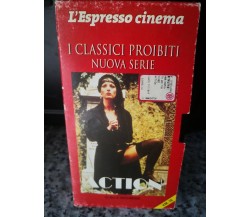 L'Espresso cinema
I CLASSICI PROIBITI
NUOVA SERIE
ACTION